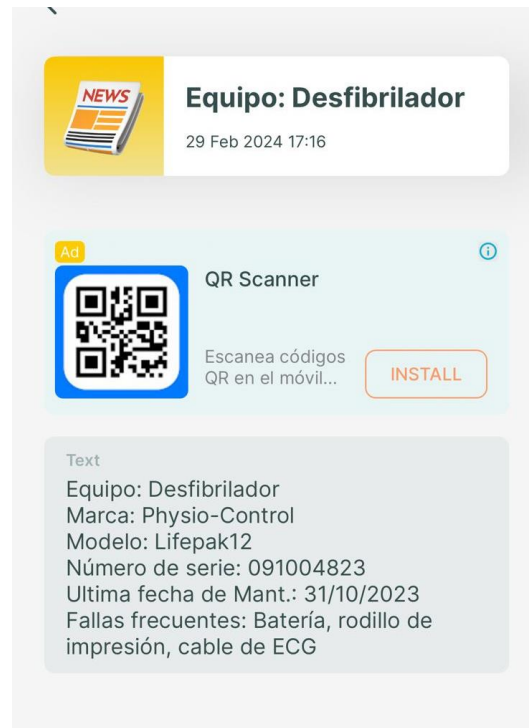 NEWS
Equipo: Desfibrilador
29 Feb 2024 17:16
Ad
QR Scanner
Escanea códigos
QR en el móvil...
INSTALL
Text
Equipo: Desfibrilador
Marca: Physio-Control
Modelo: Lifepak12
Número de serie: 091004823
Ultima fecha de Mant.: 31/10/2023
Fallas frecuentes: Batería, rodillo de
impresión, cable de ECG